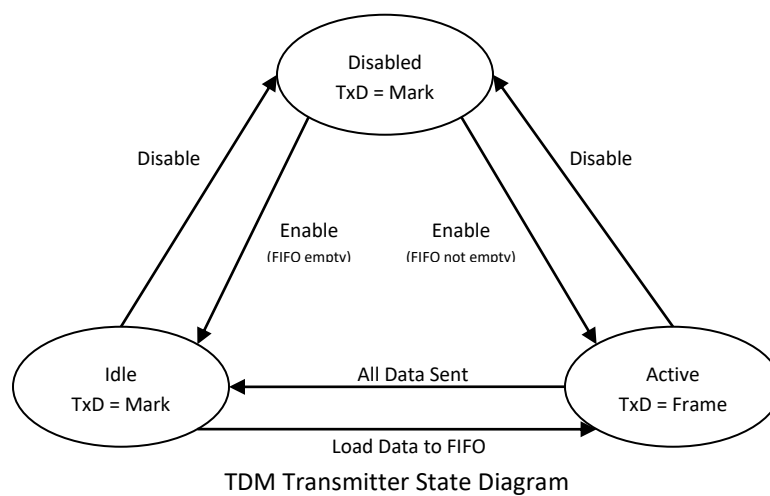 Disabled
TxD = Mark
Disable
Disable
Enable
(FIFO empty)
Enable
(FIFO not empty)
Idle
TxD = Mark
All Data Sent
Active
TxD = Frame
Load Data to FIFO
TDM Transmitter State Diagram